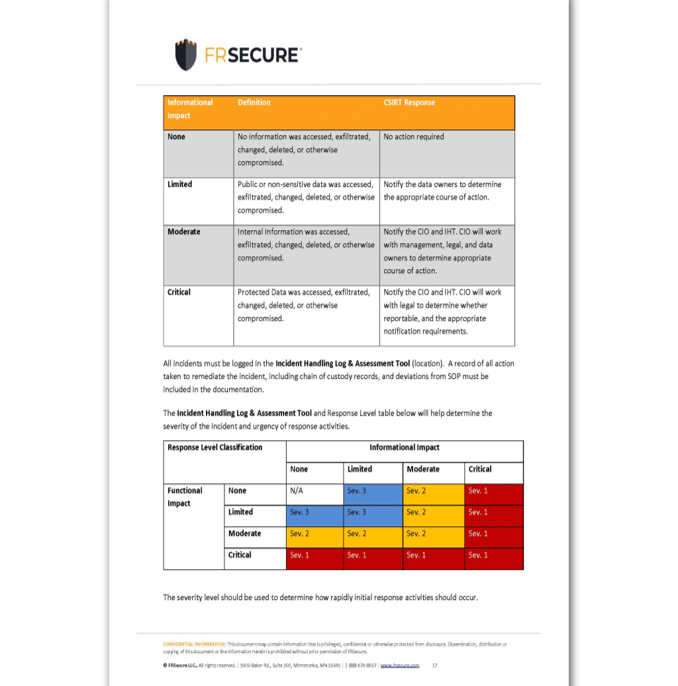 FRSECURE
Informational Impact
Definition
CSIRT Response
None
No information was accessed, exfiltrated,
changed, deleted, or otherwise
compromised.
No action required
Limited
Public or non-sensitive data was accessed,
exfiltrated, changed, deleted, or otherwise
compromised.
Notify the data owners to determine
the appropriate course of action.
Moderate
Internal Information was accessed,
exfiltrated, changed, deleted, or otherwise
compromised.
Notify the CIO and IHT. CIO will work
with management, legal, and data
owners to determine appropriate
course of action.
Critical
Protected Data was accessed, exfiltrated,
changed, deleted, or otherwise
compromised.
Notify the CIO and IHT. CIO will work
with legal to determine whether
reportable, and the appropriate
notification requirements.
All incidents must be logged in the Incident Handling Log & Assessment Tool (location). A record of all action
taken to remediate the incident, including chain of custody records, and deviations from SOP must be
included in the documentation.
The Incident Handling Log & Assessment Tool and Response Level table below will help determine the
severity of the incident and urgency of response activities.
Response Level Classification
Informational Impact
None Limited Moderate Critical
Functional Impact
None N/A Sev. 3 Sev. 2 Sev. 1
Limited Sev. 3 Sev. 3 Sev. 2 Sev. 1
Moderate Sev. 2 Sev. 2 Sev. 2 Sev. 1
Critical Sev. 1 Sev. 1 Sev. 1 Sev. 1
The severity level should be used to determine how rapidly initial response activities should occur.
CONFIDENTIAL INFORMATION: This document may contain information that is privileged, confidential or otherwise protected from disclosure. Dissemination, distribution or
copying of this document or the information herein is prohibited without prior permission of FRSecure.
© FRSecure LLC, All rights reserved. | 5909 Baker Rd, Suite 500, Minnetonka, MN 55345 | www.frsecure.com 17